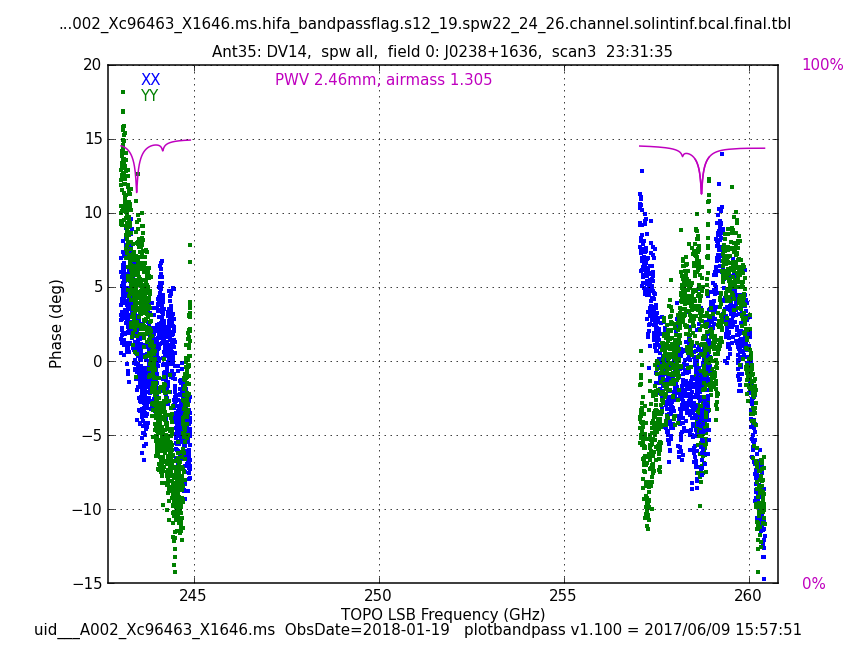 ...002_Xc96463_X1646.ms.hifa_bandpassflag.s12_19.spw22_24_26.channel.solintinf.bcal.final.tbl
Ant35: DV14,  spw all,  field 0: J0238+1636,  scan3  23:31:35
20
XX
PWV 2.46mm, airmass 1.305
100%
YY
15
10
5
Phase (deg)
0
−5
−10
−15
0%
245
250
255
260
TOPO LSB Frequency (GHz)
uid___A002_Xc96463_X1646.ms  ObsDate=2018-01-19   plotbandpass v1.100 = 2017/06/09 15:57:51